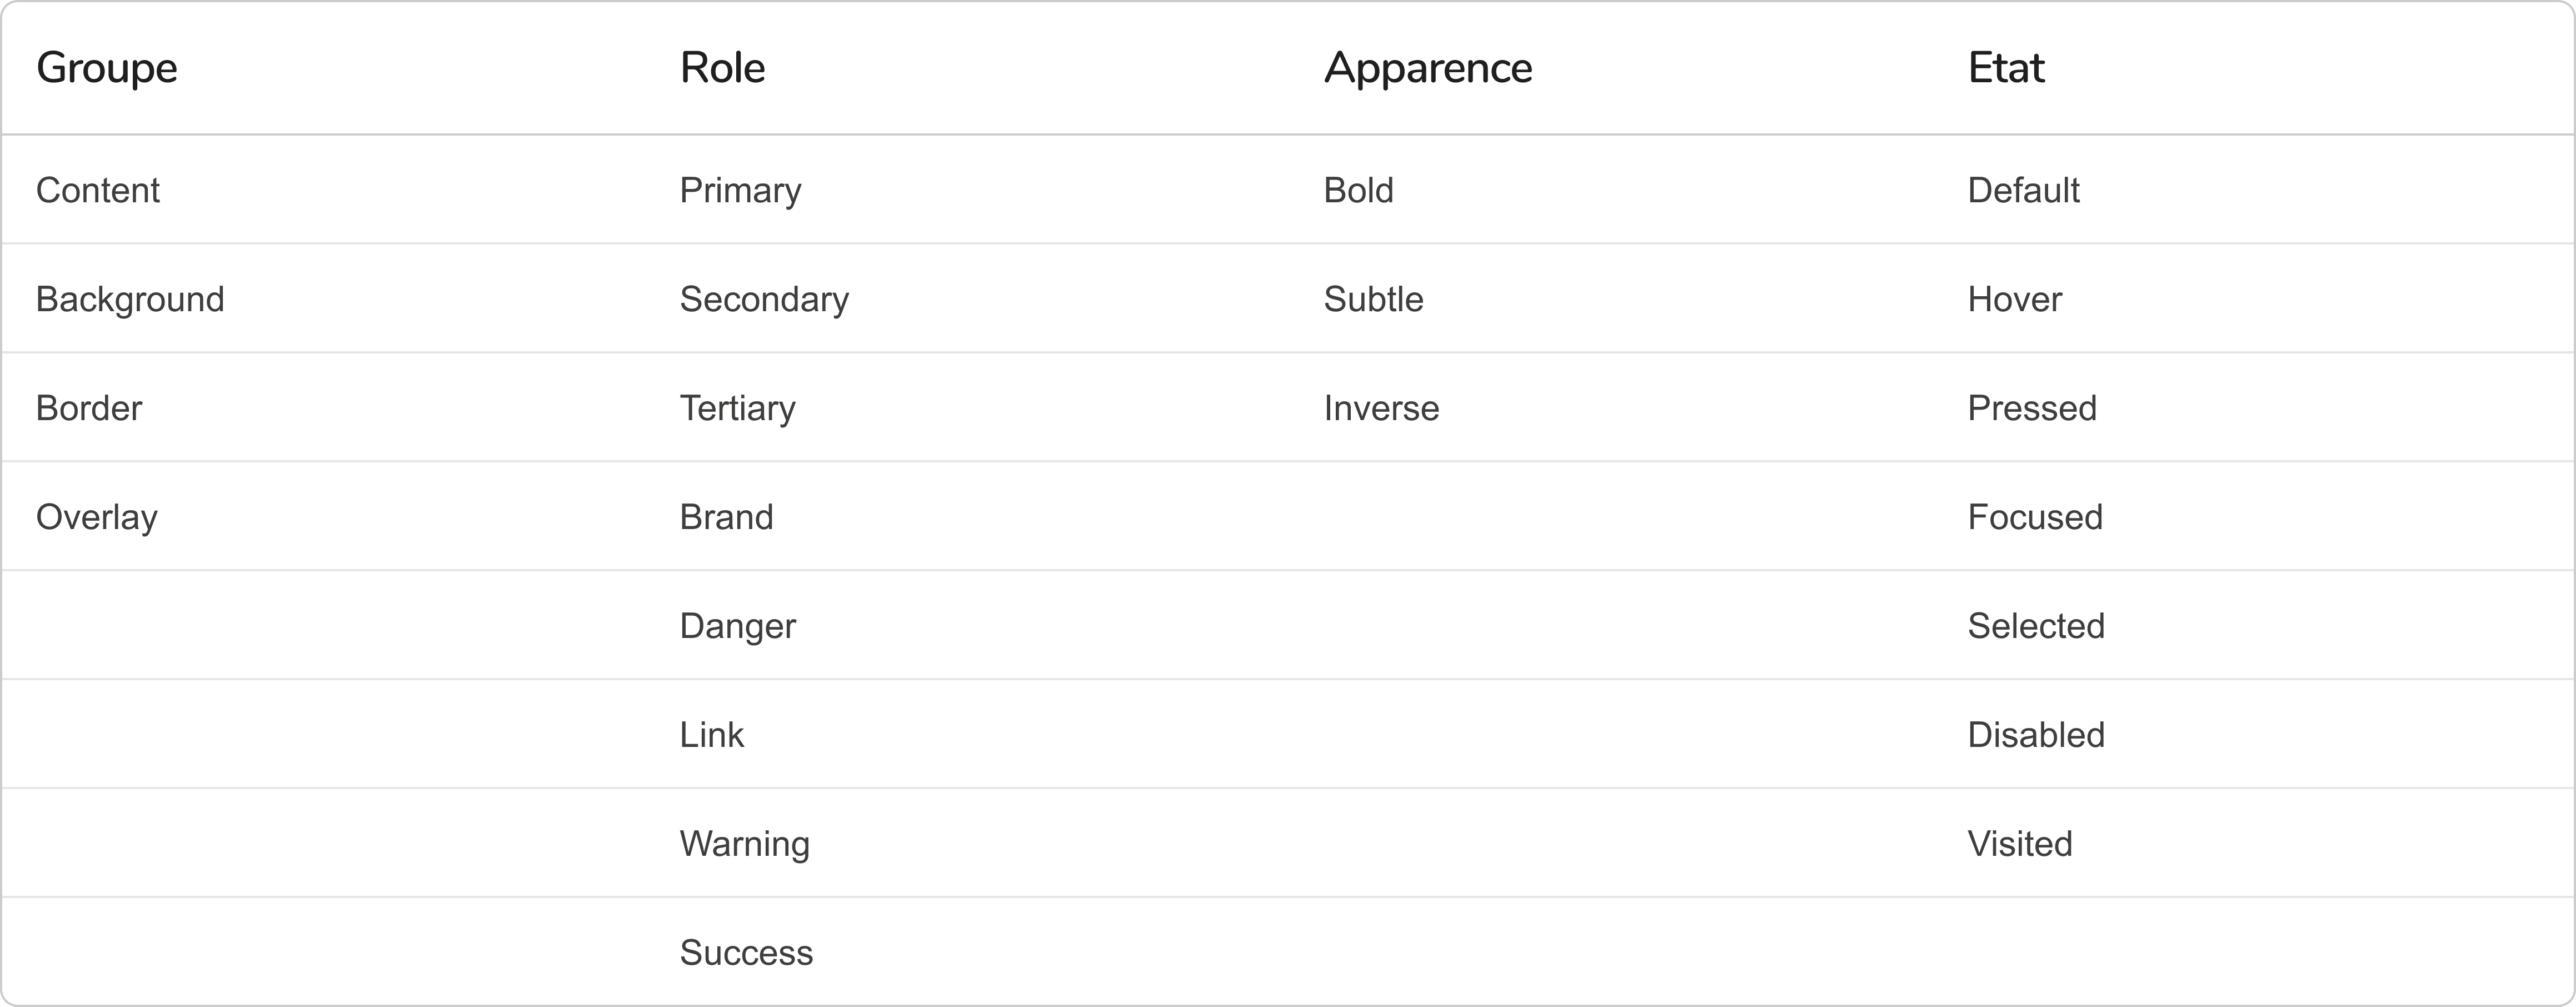 Groupe Role Apparence Etat
Content Primary Bold Default
Background Secondary Subtle Hover
Border Tertiary Inverse Pressed
Overlay Brand Focused
Danger Selected
Link Disabled
Warning Visited
Success